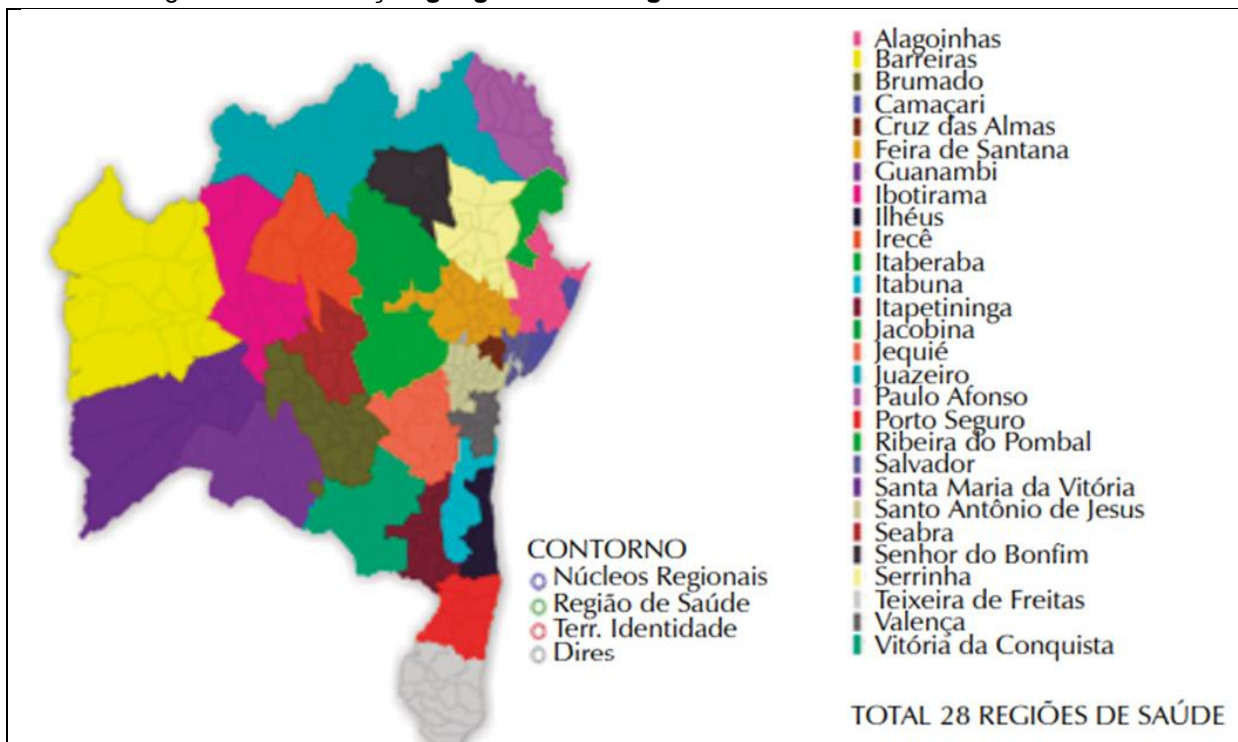 Alagoinhas
Barreiras
Brumado
Camaçari
Cruz das Almas
Feira de Santana
Guanambi
Ibotirama
Ilhéus
Irecê
Itaberaba
Itabuna
Itapetininga
Jacobina
Jequié
Juazeiro
Paulo Afonso
Porto Seguro
Ribeira do Pombal
Salvador
Santa Maria da Vitória
Santo Antônio de Jesus
Seabra
Senhor do Bonfim
Serrinha
Teixeira de Freitas
Valença
Vitória da Conquista
CONTORNO
Núcleos Regionais
Região de Saúde
Terr. Identidade
Dires
TOTAL 28 REGIÕES DE SAÚDE